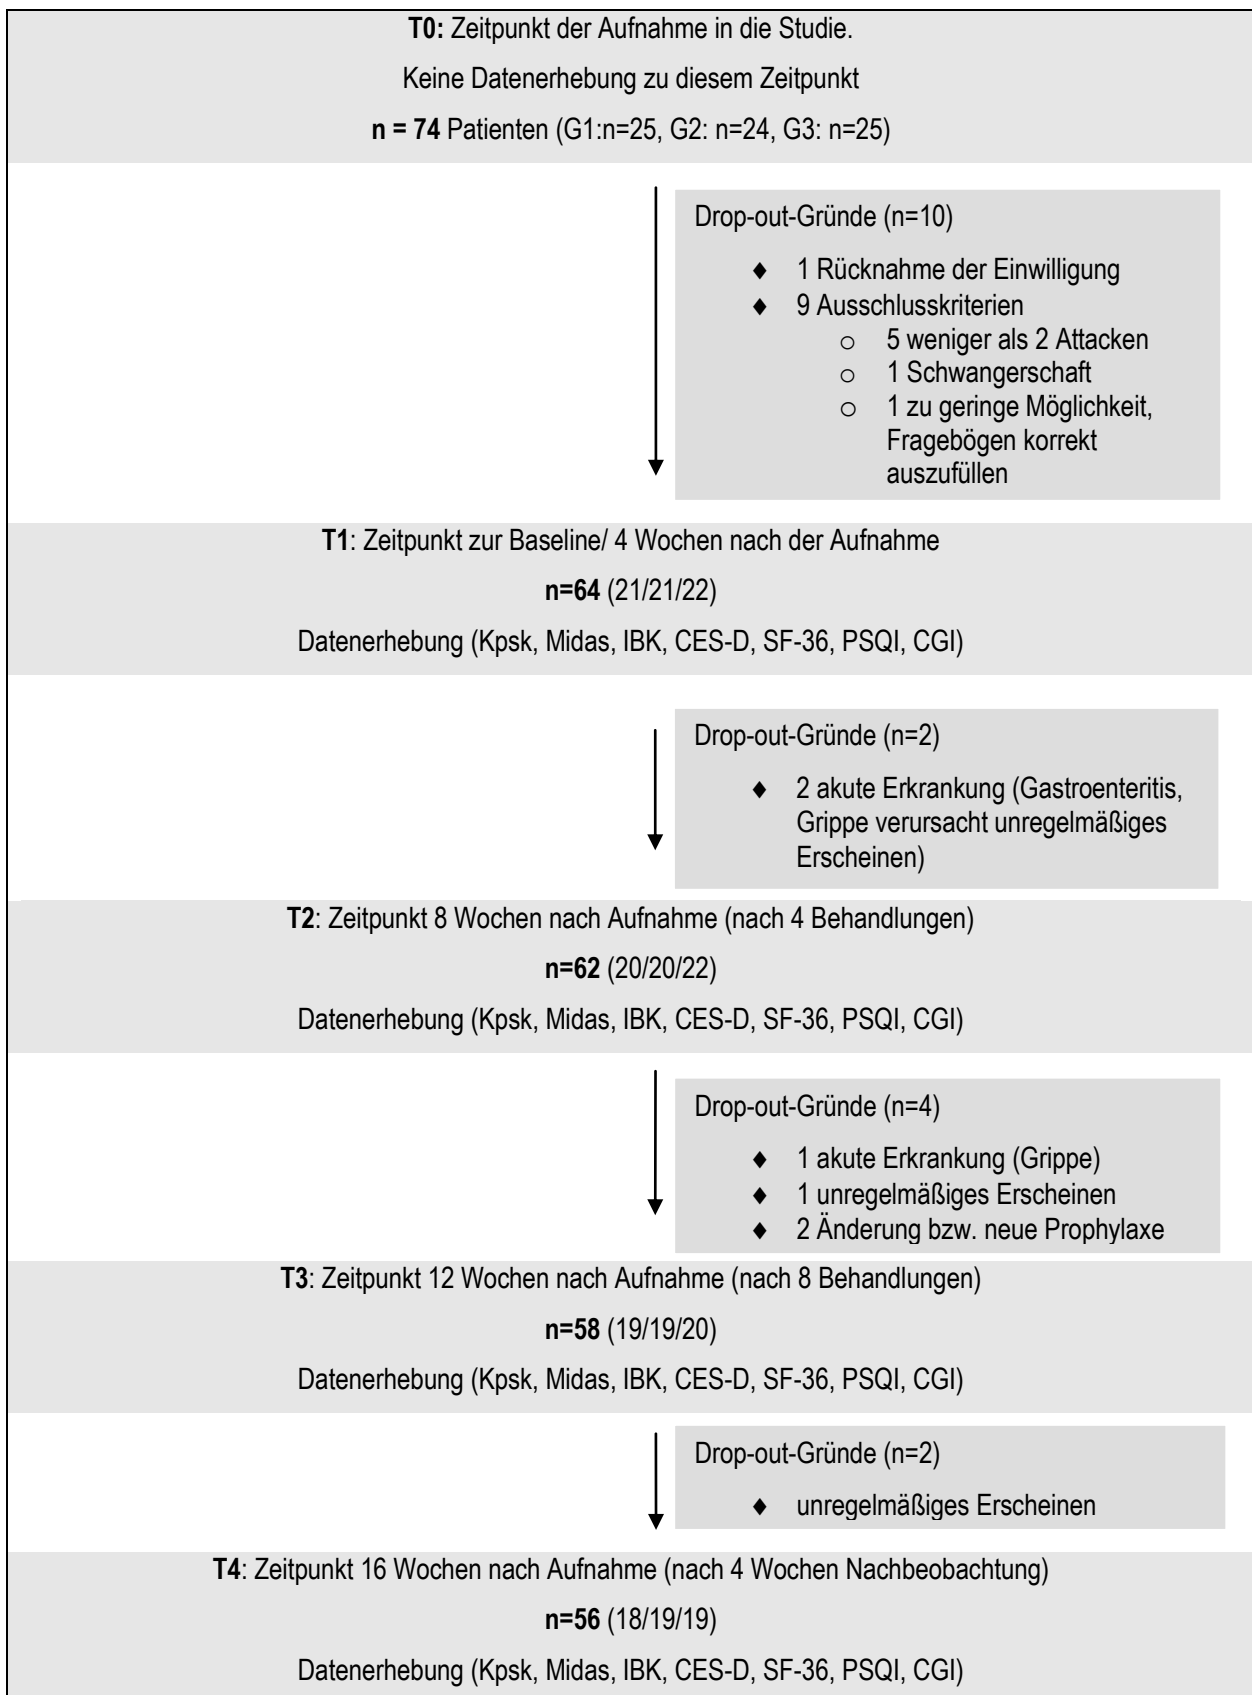 T0: Zeitpunkt der Aufnahme in die Studie.
Keine Datenerhebung zu diesem Zeitpunkt
n = 74 Patienten (G1:n=25, G2: n=24, G3: n=25)
Drop-out-Gründe (n=10)
♦ 1 Rücknahme der Einwilligung
♦ 9 Ausschlusskriterien
o 5 weniger als 2 Attacken
o 1 Schwangerschaft
o 1 zu geringe Möglichkeit,
Fragebögen korrekt
auszufüllen
T1: Zeitpunkt zur Baseline/ 4 Wochen nach der Aufnahme
n=64 (21/21/22)
Datenerhebung (Kpsk, Midas, IBK, CES-D, SF-36, PSQI, CGI)
Drop-out-Gründe (n=2)
♦ 2 akute Erkrankung (Gastroenteritis,
Grippe verursacht unregelmäßiges
Erscheinen)
T2: Zeitpunkt 8 Wochen nach Aufnahme (nach 4 Behandlungen)
n=62 (20/20/22)
Datenerhebung (Kpsk, Midas, IBK, CES-D, SF-36, PSQI, CGI)
Drop-out-Gründe (n=4)
♦ 1 akute Erkrankung (Grippe)
♦ 1 unregelmäßiges Erscheinen
♦ 2 Änderung bzw. neue Prophylaxe
T3: Zeitpunkt 12 Wochen nach Aufnahme (nach 8 Behandlungen)
n=58 (19/19/20)
Datenerhebung (Kpsk, Midas, IBK, CES-D, SF-36, PSQI, CGI)
Drop-out-Gründe (n=2)
♦ unregelmäßiges Erscheinen
T4: Zeitpunkt 16 Wochen nach Aufnahme (nach 4 Wochen Nachbeobachtung)
n=56 (18/19/19)
Datenerhebung (Kpsk, Midas, IBK, CES-D, SF-36, PSQI, CGI)